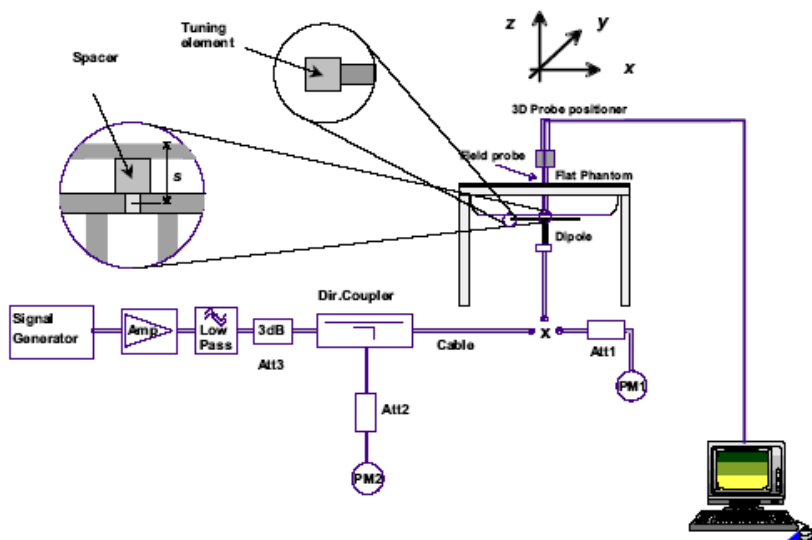 Tuning
element
Spacer
s
z
y
x
3D Probe positioner
Field probe
Flat Phantom
Dipole
Dir.Coupler
Signal
Generator
Amp
Low
Pass
3dB
Att3
Cable
x
Att1
PM1
Att2
PM2